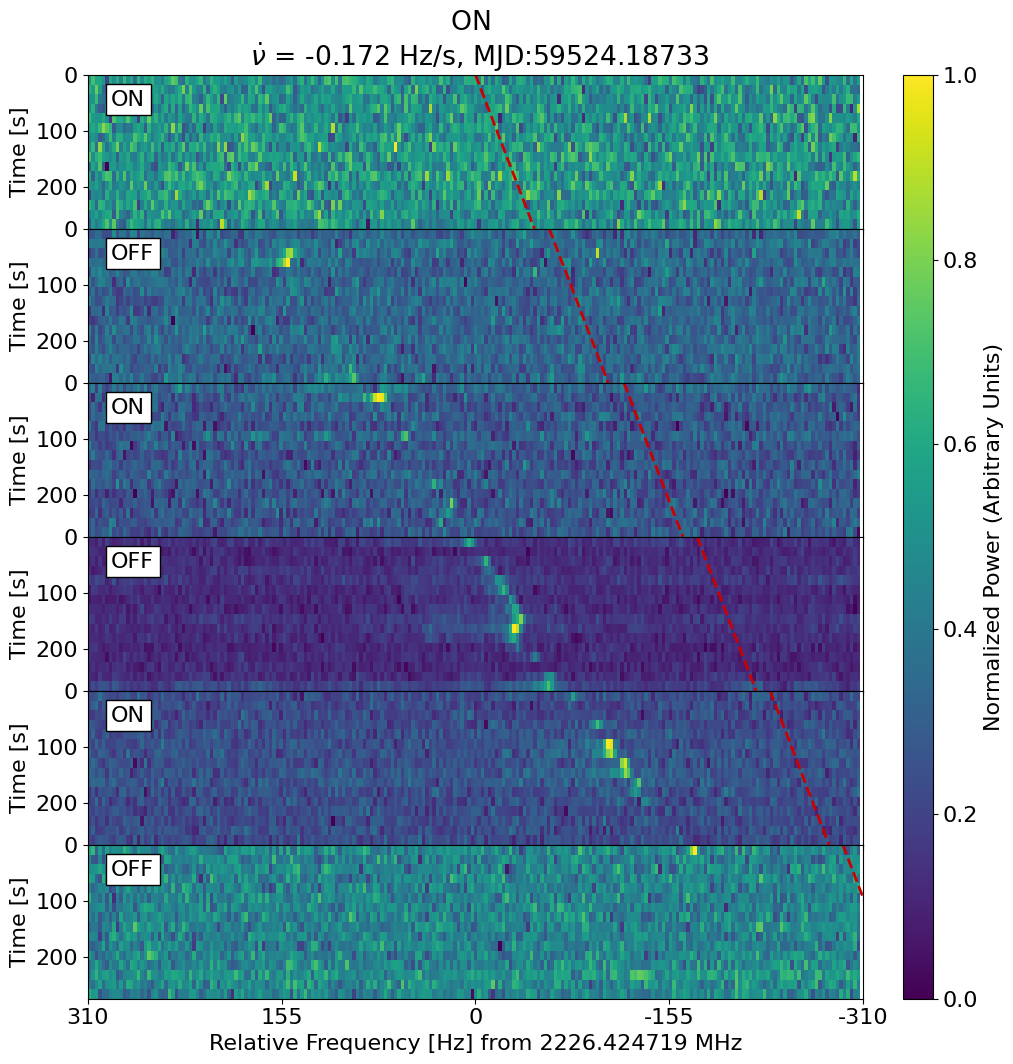 ON
ν̇ = -0.172 Hz/s, MJD:59524.18733
0
100
200
Time [s]
ON
0
100
200
Time [s]
OFF
0
100
200
Time [s]
ON
0
100
200
Time [s]
OFF
0
100
200
Time [s]
ON
0
100
200
Time [s]
OFF
310 155 0 -155 -310
Relative Frequency [Hz] from 2226.424719 MHz
1.0
0.8
0.6
0.4
0.2
0.0
Normalized Power (Arbitrary Units)